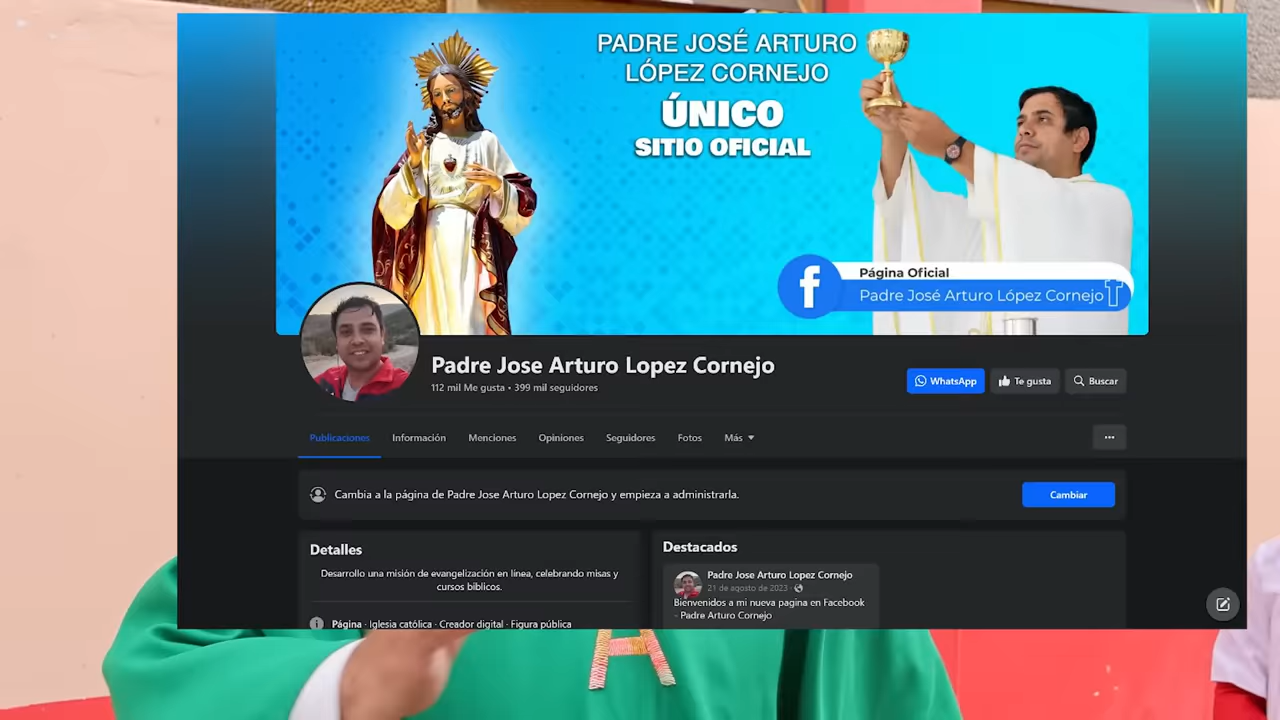 PADRE JOSÉ ARTURO
LÓPEZ CORNEJO
ÚNICO
SITIO OFICIAL
f
Página Oficial
Padre José Arturo López Cornejo
Padre Jose Arturo Lopez Cornejo
112 mil Me gusta • 399 mil seguidores
WhatsApp
Te gusta
Buscar
Publicaciones
Información
Menciones
Opiniones
Seguidores
Fotos
Más
Cambia a la página de Padre Jose Arturo Lopez Cornejo y empieza a administrarla.
Cambiar
Detalles
Desarrollo una misión de evangelización en línea, celebrando misas y
cursos bíblicos.
Página · Iglesia católica · Creador digital · Figura pública
Destacados
Padre Jose Arturo Lopez Cornejo
21 de agosto de 2023 ·
Bienvenidos a mi nueva pagina en Facebook
- Padre Arturo Cornejo